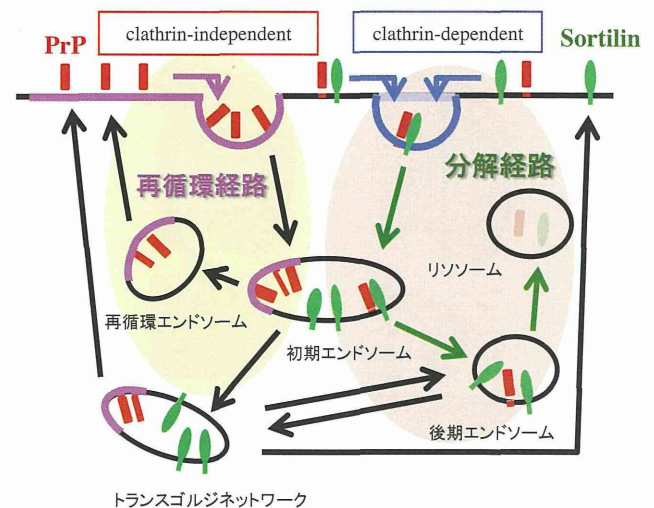 PrP
clathrin-independent
clathrin-dependent
Sortilin
再循環経路
分解経路
リソソーム
再循環エンドソーム
初期エンドソーム
後期エンドソーム
トランスゴルジネットワーク